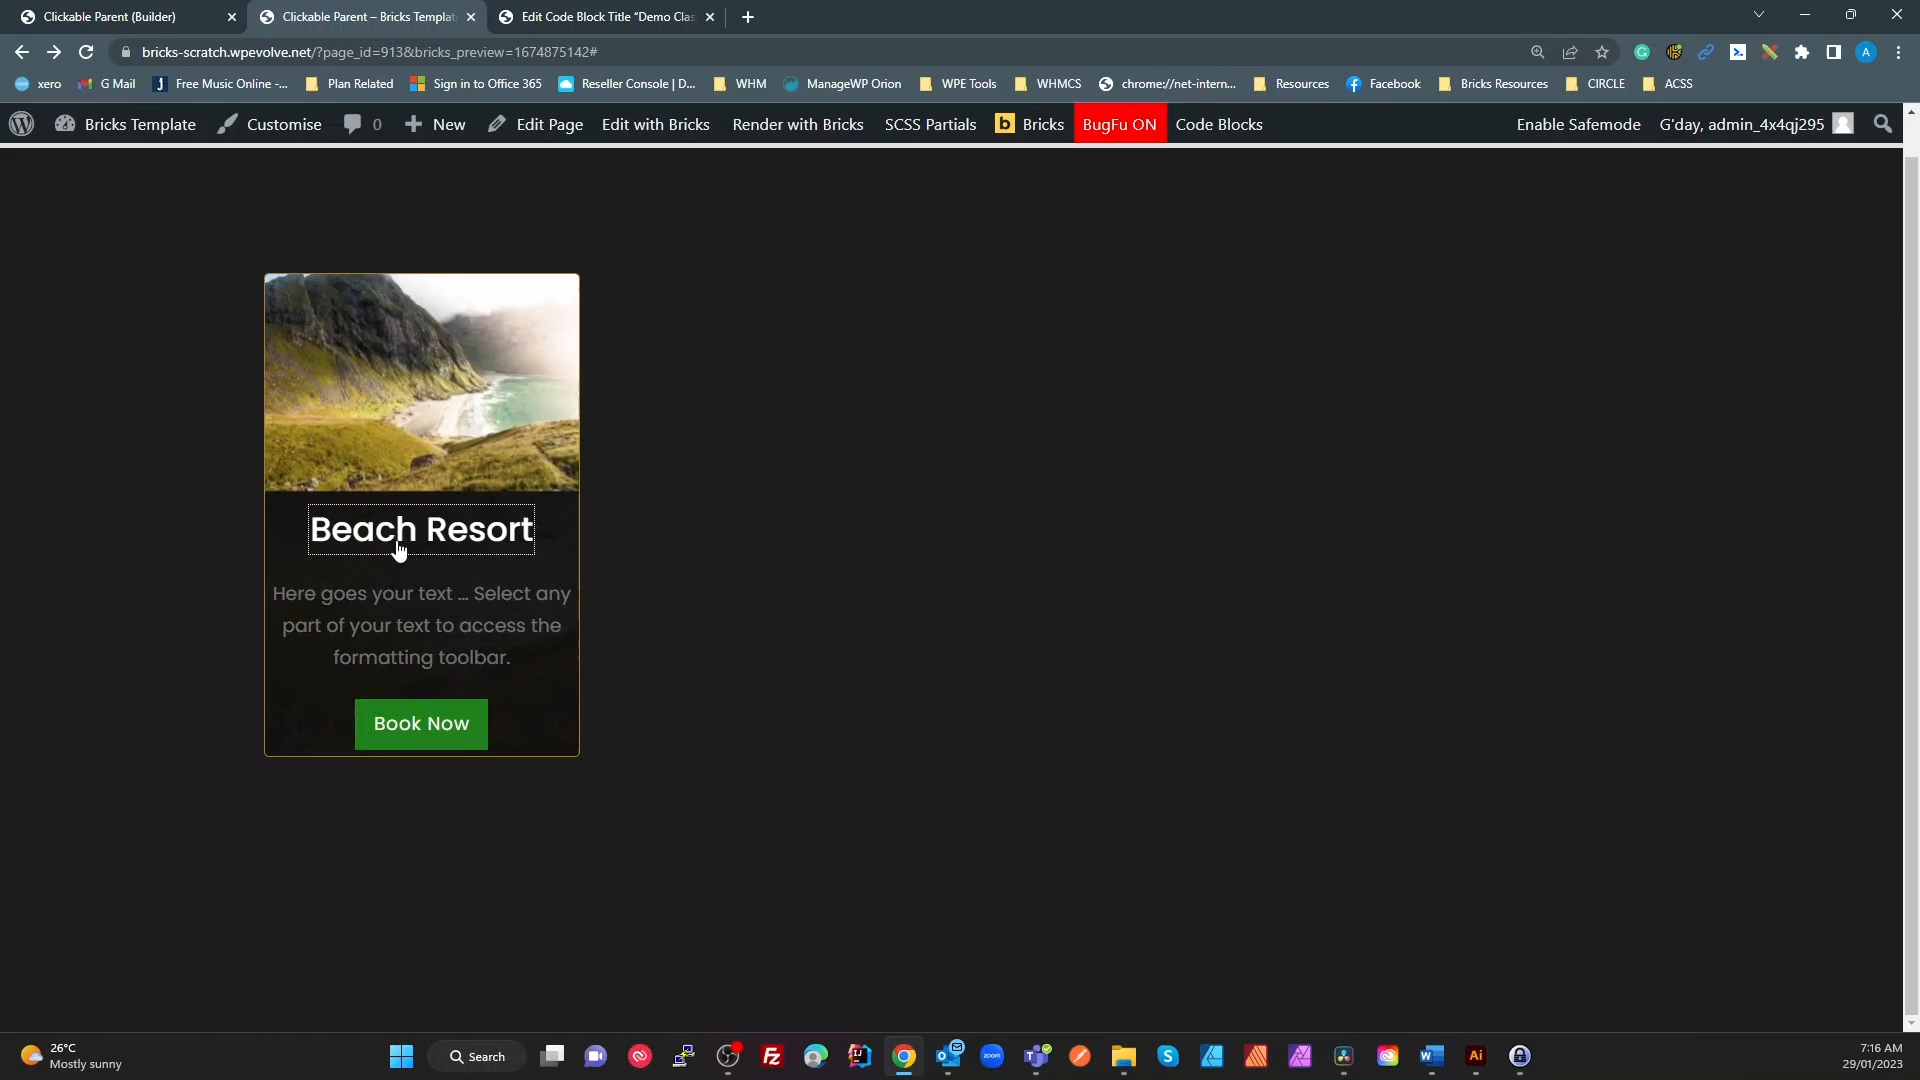 Clickable Parent (Builder)
Clickable Parent – Bricks Templat
Edit Code Block Title "Demo Clas
bricks-scratch.wpevolve.net/?page_id=913&bricks_preview=1674875142#
A
xero
G Mail
Free Music Online -...
Plan Related
Sign in to Office 365
Reseller Console | D...
WHM
ManageWP Orion
WPE Tools
WHMCS
chrome://net-intern...
Resources
Facebook
Bricks Resources
CIRCLE
ACSS
Bricks Template
Customise
0
New
Edit Page
Edit with Bricks
Render with Bricks
SCSS Partials
b
Bricks
BugFu ON
Code Blocks
Enable Safemode
G'day, admin_4x4qj295
Beach Resort
Here goes your text ... Select any
part of your text to access the
formatting toolbar.
Book Now
26°C
Mostly sunny
Search
zoom
Ai
7:16 AM
29/01/2023